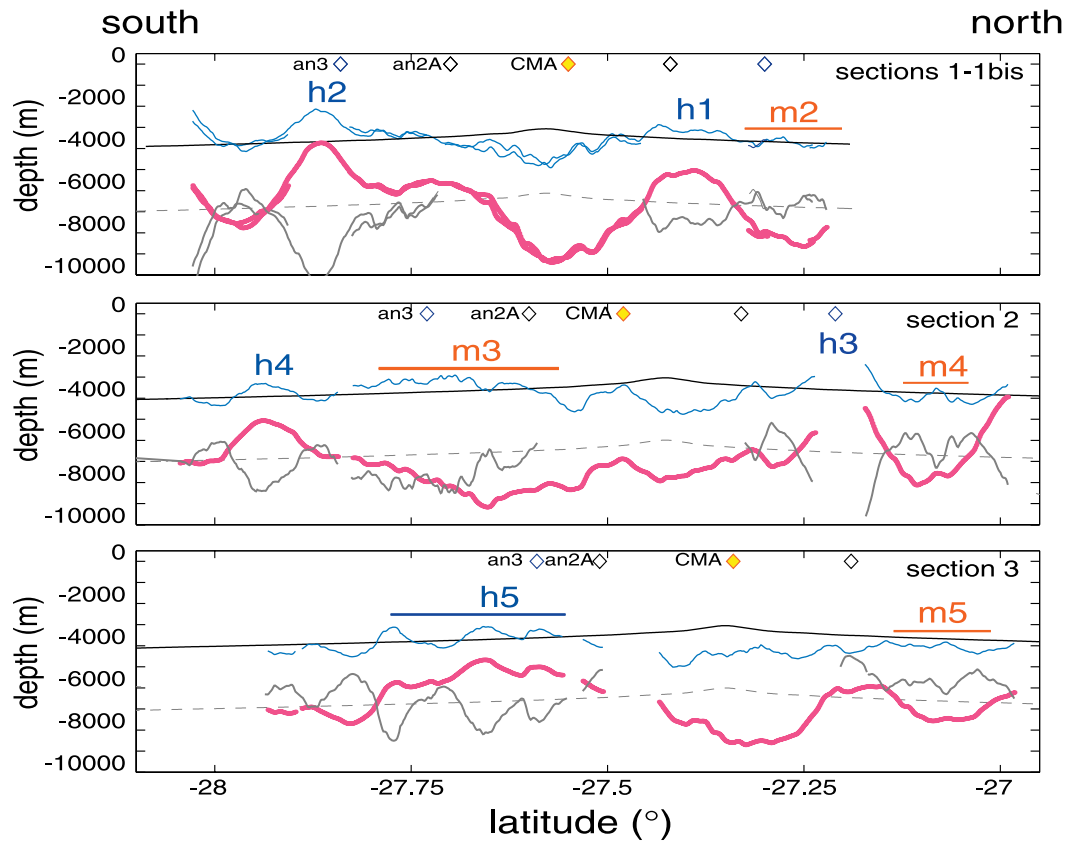 south north
0
an3 an2A CMA
sections 1-1bis
-2000
h2 h1 m2
-4000
-6000
-8000
-10000
depth (m)
0
an3 an2A CMA
section 2
-2000
h4 m3 h3 m4
-4000
-6000
-8000
-10000
depth (m)
0
an3 an2A CMA
section 3
-2000
h5 m5
-4000
-6000
-8000
-10000
depth (m)
-28 -27.75 -27.5 -27.25 -27
latitude (°)